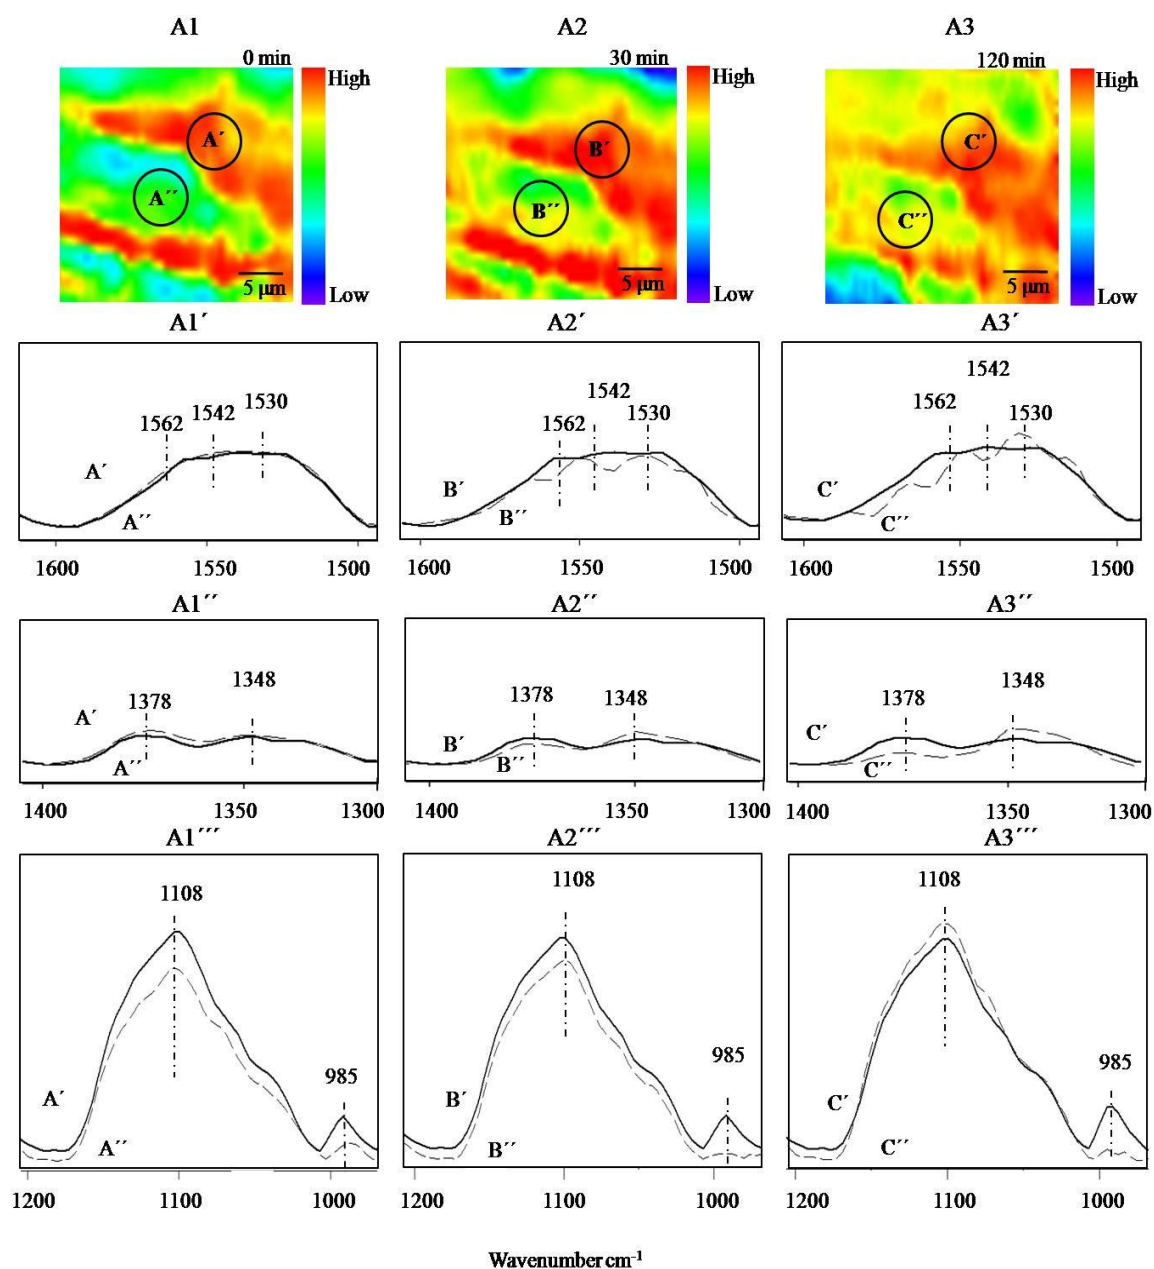 A1 A2 A3
0 min 30 min 120 min
High High High
A´ B´ C´
A´´ B´´ C´´
5 µm 5 µm 5 µm
Low Low Low
A1´ A2´ A3´
1562 1542 1530 1562 1542 1530 1562 1542 1530
A´ B´ C´
A´´ B´´ C´´
1600 1550 1500 1600 1550 1500 1600 1550 1500
A1´´ A2´´ A3´´
1378 1348 1378 1348 1378 1348
A´ B´ C´
A´´ B´´ C´´
1400 1350 1300 1400 1350 1300 1400 1350 1300
A1´´´ A2´´´ A3´´´
1108 1108 1108
985 985 985
A´ B´ C´
A´´ B´´ C´´
1200 1100 1000 1200 1100 1000 1200 1100 1000
Wavenumber cm⁻¹